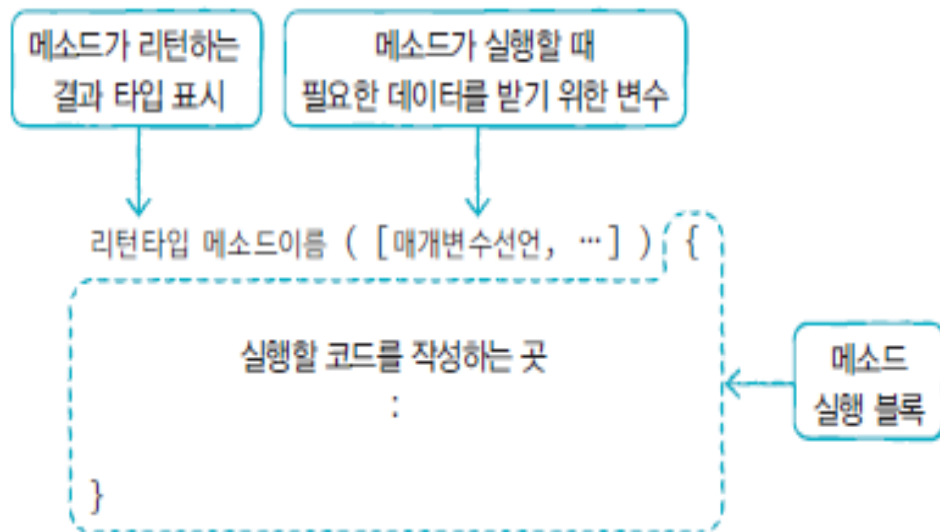 메소드가 리턴하는
결과 타입 표시
메소드가 실행할 때
필요한 데이터를 받기 위한 변수
리턴타입 메소드이름 ( [매개변수선언, …] ) {
실행할 코드를 작성하는 곳
:
메소드
실행 블록
}